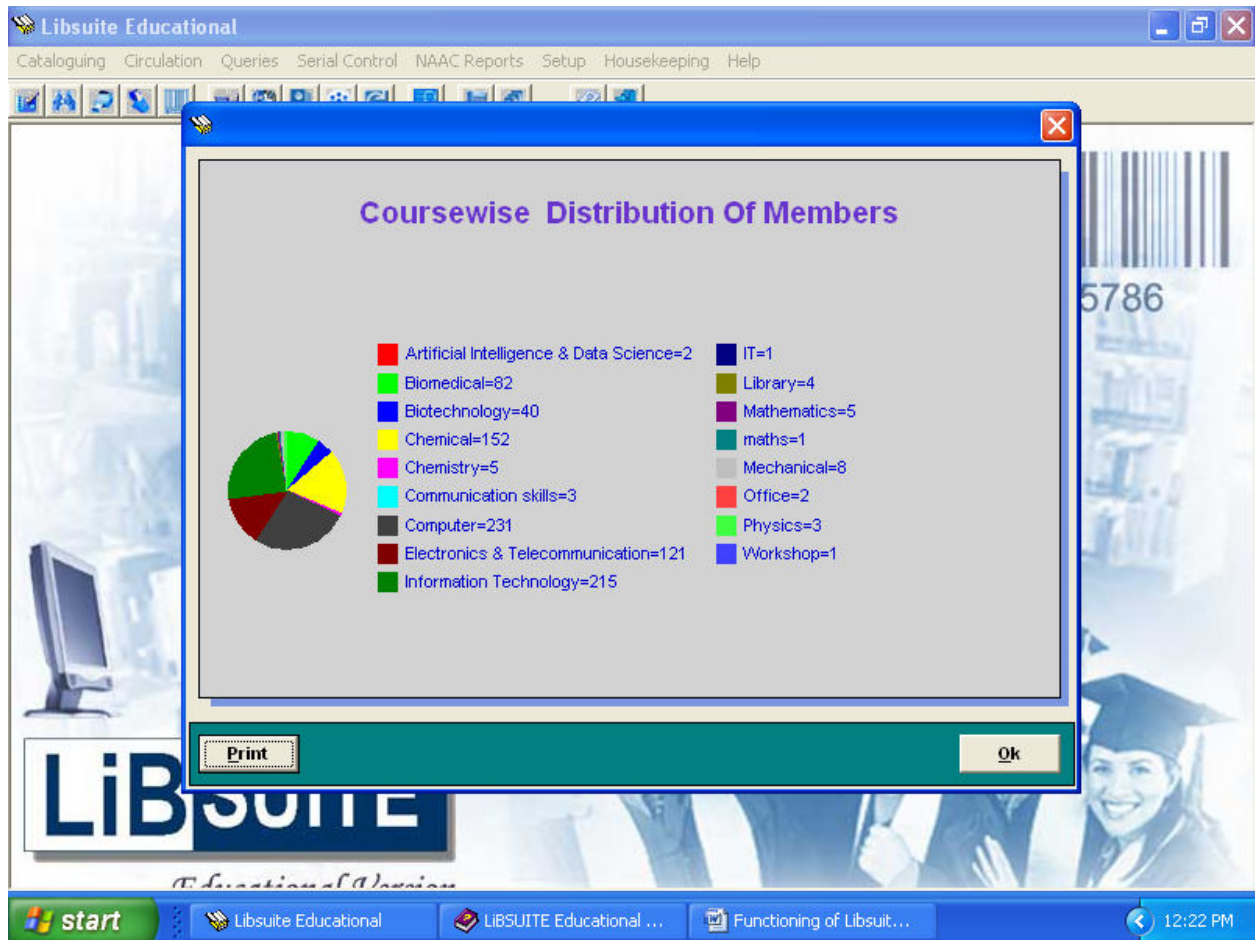 Libsuite Educational
Cataloguing Circulation Queries Serial Control NAAC Reports Setup Housekeeping Help
Coursewise Distribution Of Members
5786
Artificial Intelligence & Data Science=2
Biomedical=82
Biotechnology=40
Chemical=152
Chemistry=5
Communication skills=3
Computer=231
Electronics & Telecommunication=121
Information Technology=215
IT=1
Library=4
Mathematics=5
maths=1
Mechanical=8
Office=2
Physics=3
Workshop=1
Print
Ok
LiBSUITE
Educational Version
start
Libsuite Educational
LiBSUITE Educational ...
Functioning of Libsuit...
12:22 PM